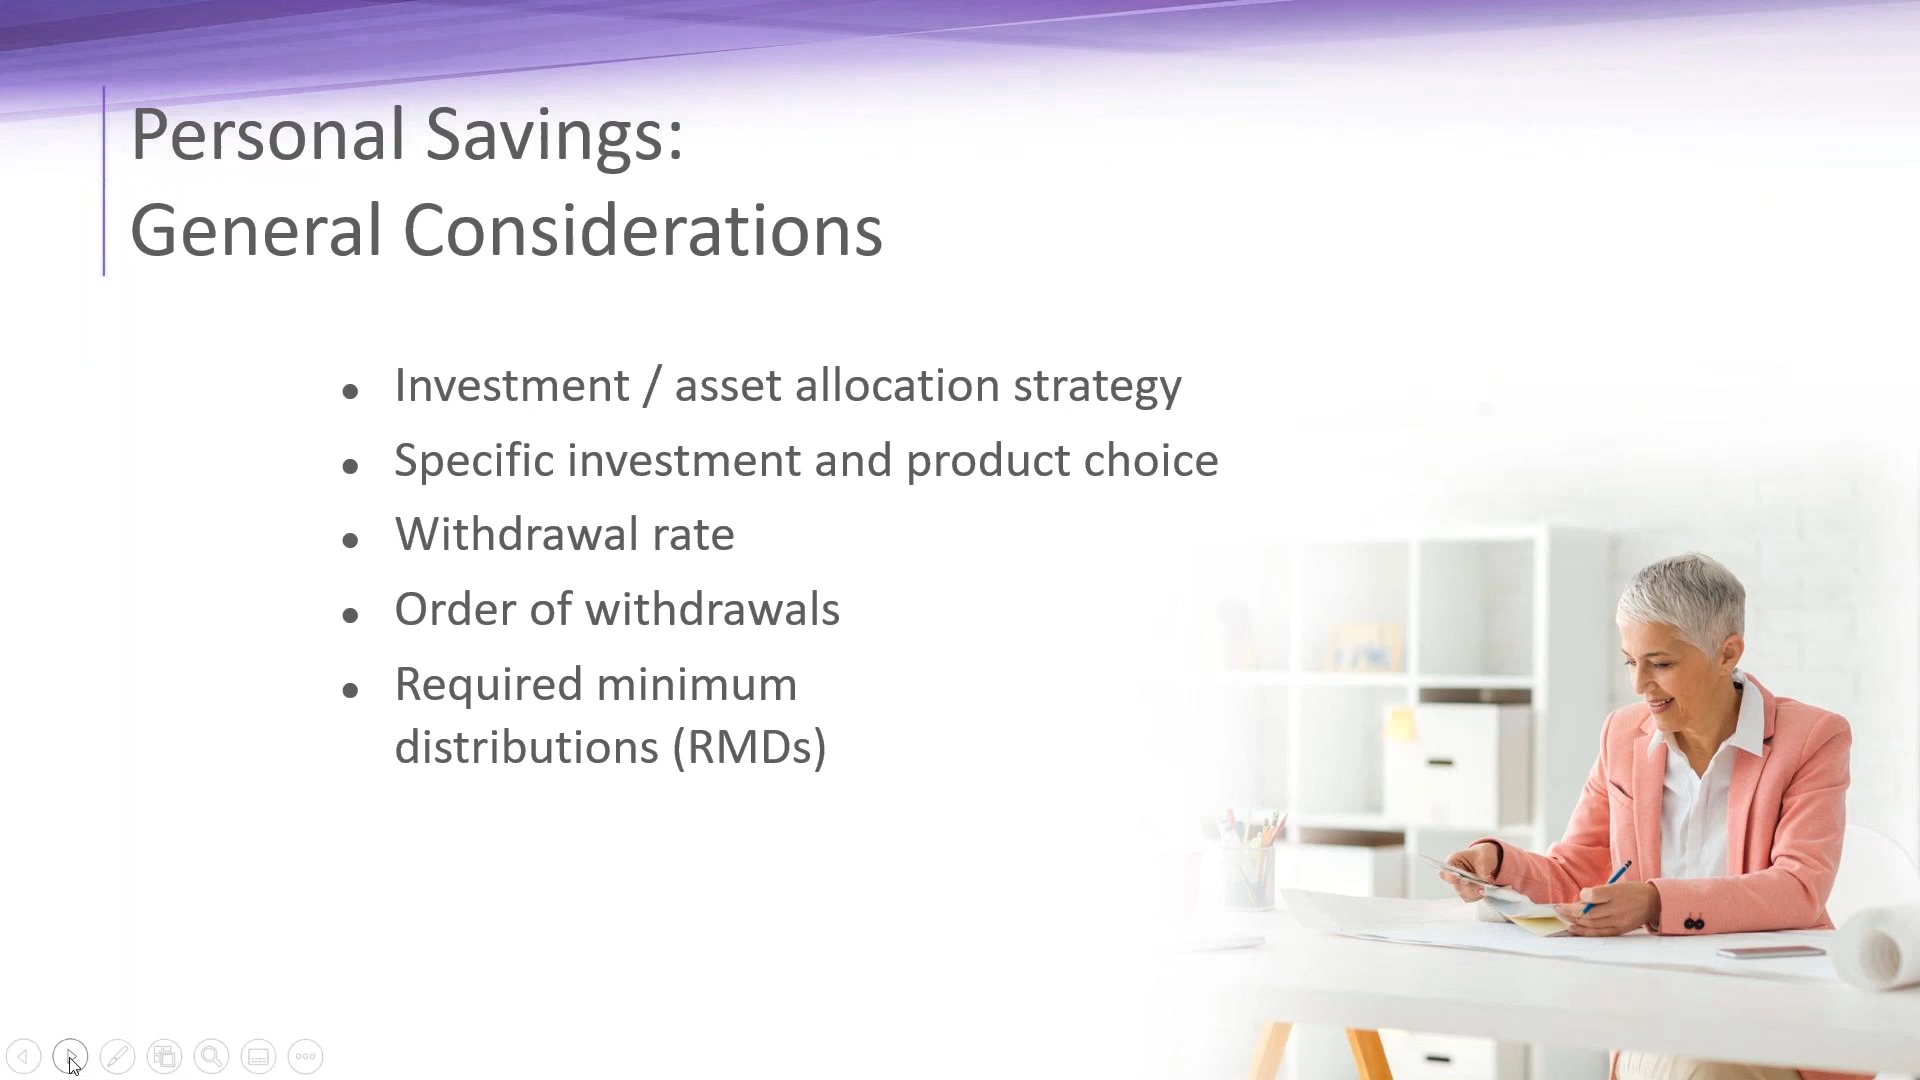 Personal Savings:
General Considerations
• Investment / asset allocation strategy
• Specific investment and product choice
• Withdrawal rate
• Order of withdrawals
• Required minimum
distributions (RMDs)